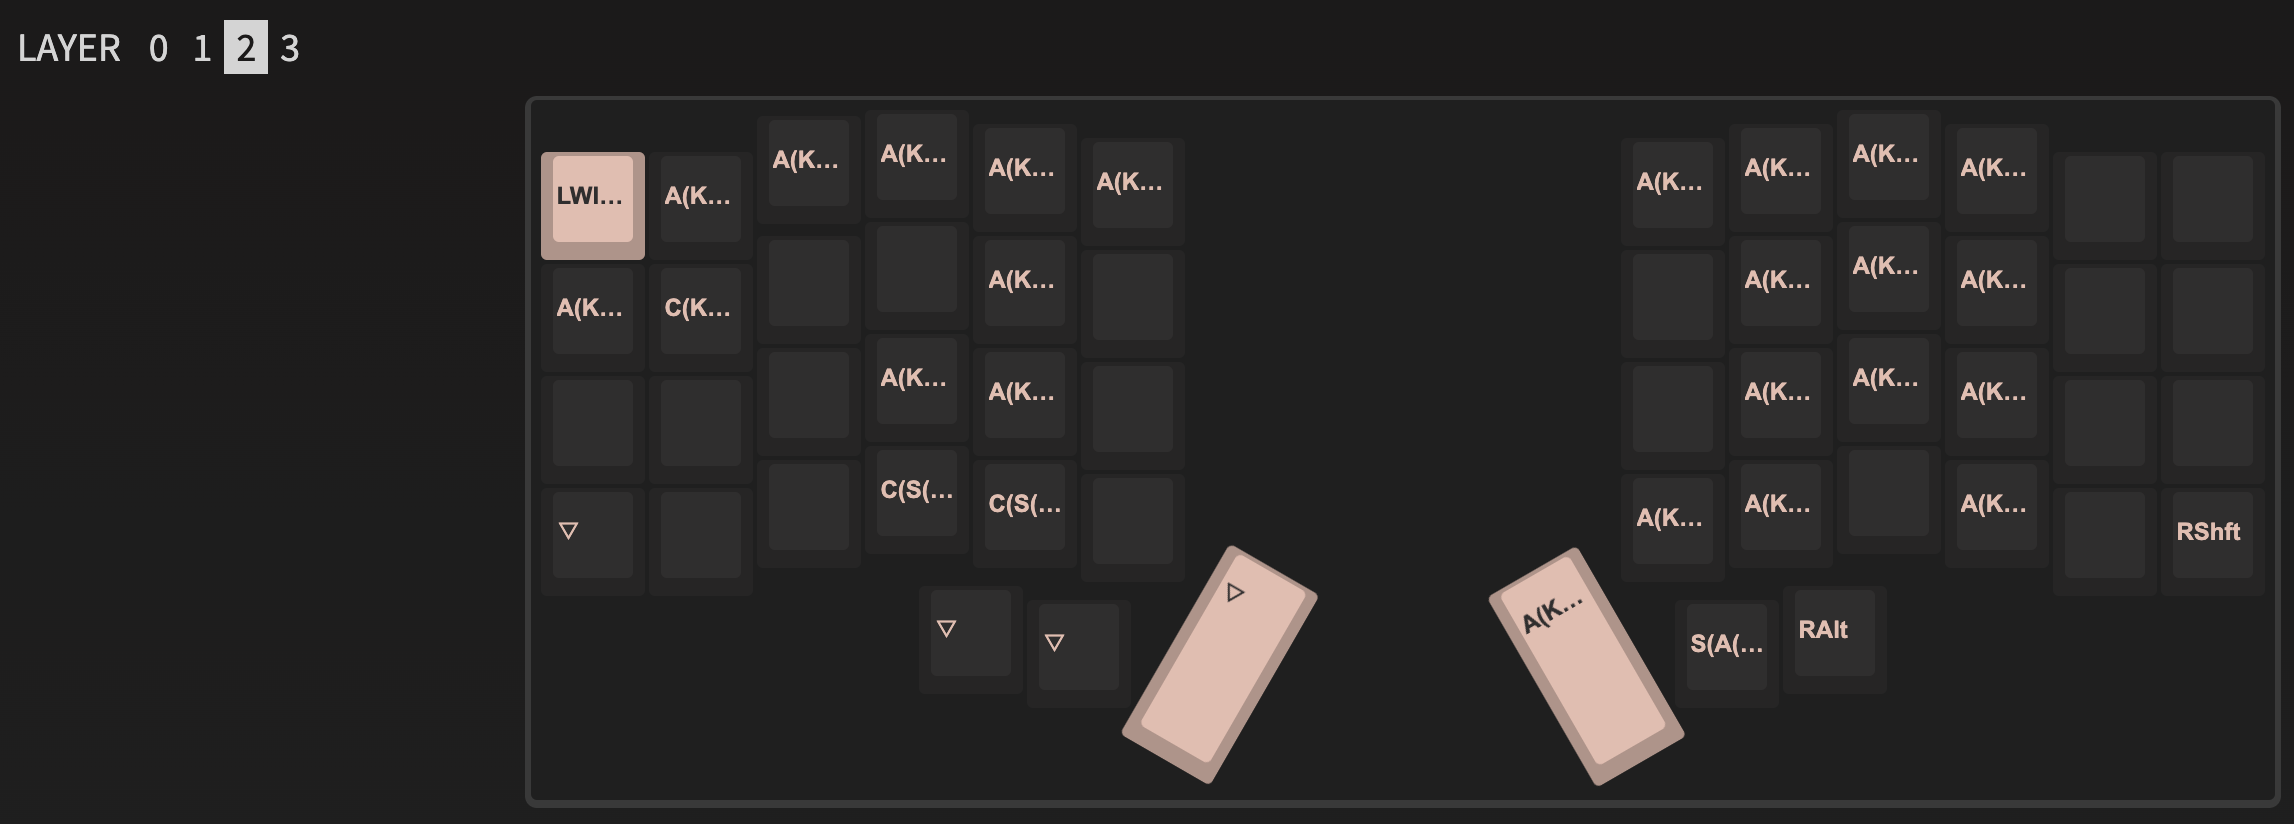 LAYER 0 1 2 3
LWI... A(K... A(K... A(K... A(K... A(K... A(K... A(K... A(K... A(K...
A(K... C(K... A(K... A(K... A(K... A(K...
A(K... A(K... A(K... A(K... A(K...
▽ C(S(... C(S(... A(K... A(K... A(K... RShft
▽ ▽ ▷ A(K... S(A(... RAlt